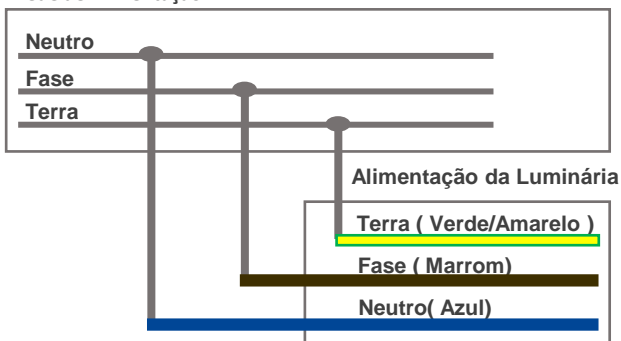 Neutro
Fase
Terra
Alimentação da Luminária
Terra ( Verde/Amarelo )
Fase ( Marrom)
Neutro( Azul)